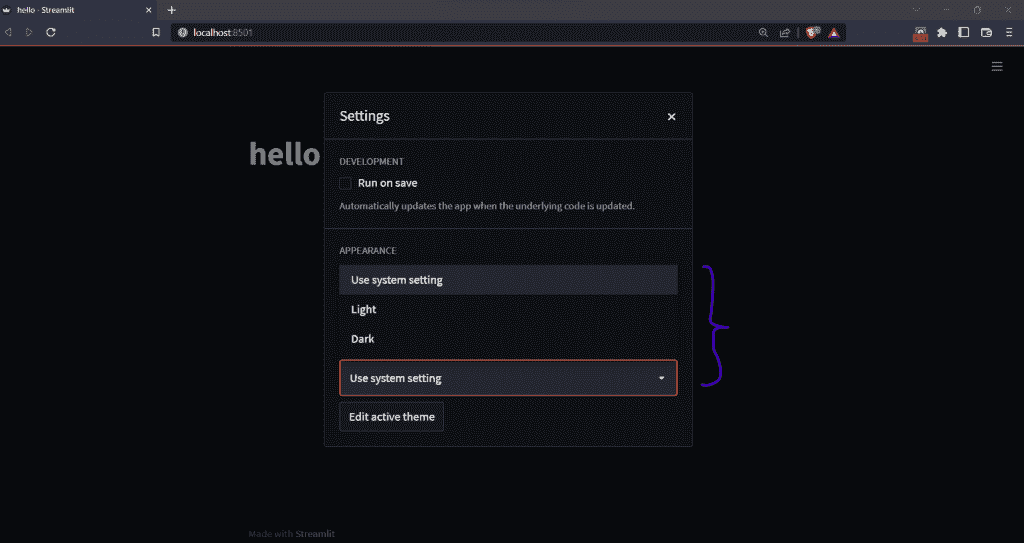 hello · Streamlit
localhost:8501
Settings
hello
DEVELOPMENT
Run on save
Automatically updates the app when the underlying code is updated.
APPEARANCE
Use system setting
Light
Dark
Use system setting
Edit active theme
Made with Streamlit